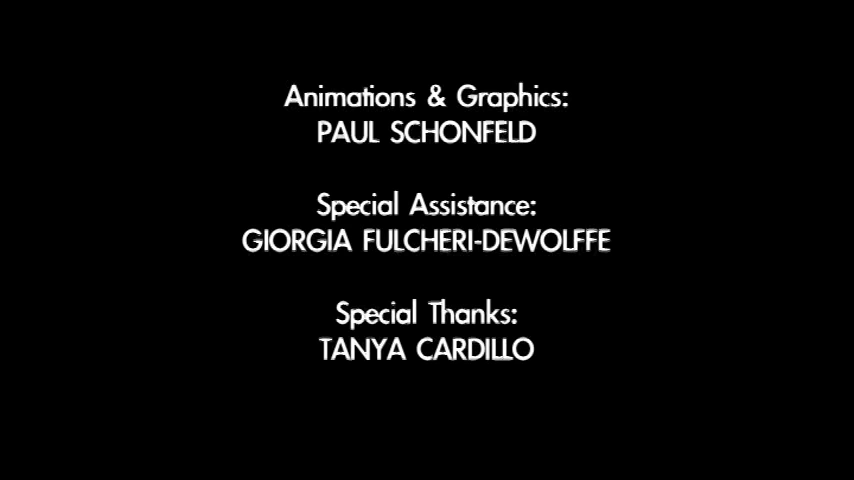 Animations & Graphics:
PAUL SCHONFELD
Special Assistance:
GIORGIA FULCHERI-DEWOLFFE
Special Thanks:
TANYA CARDILLO